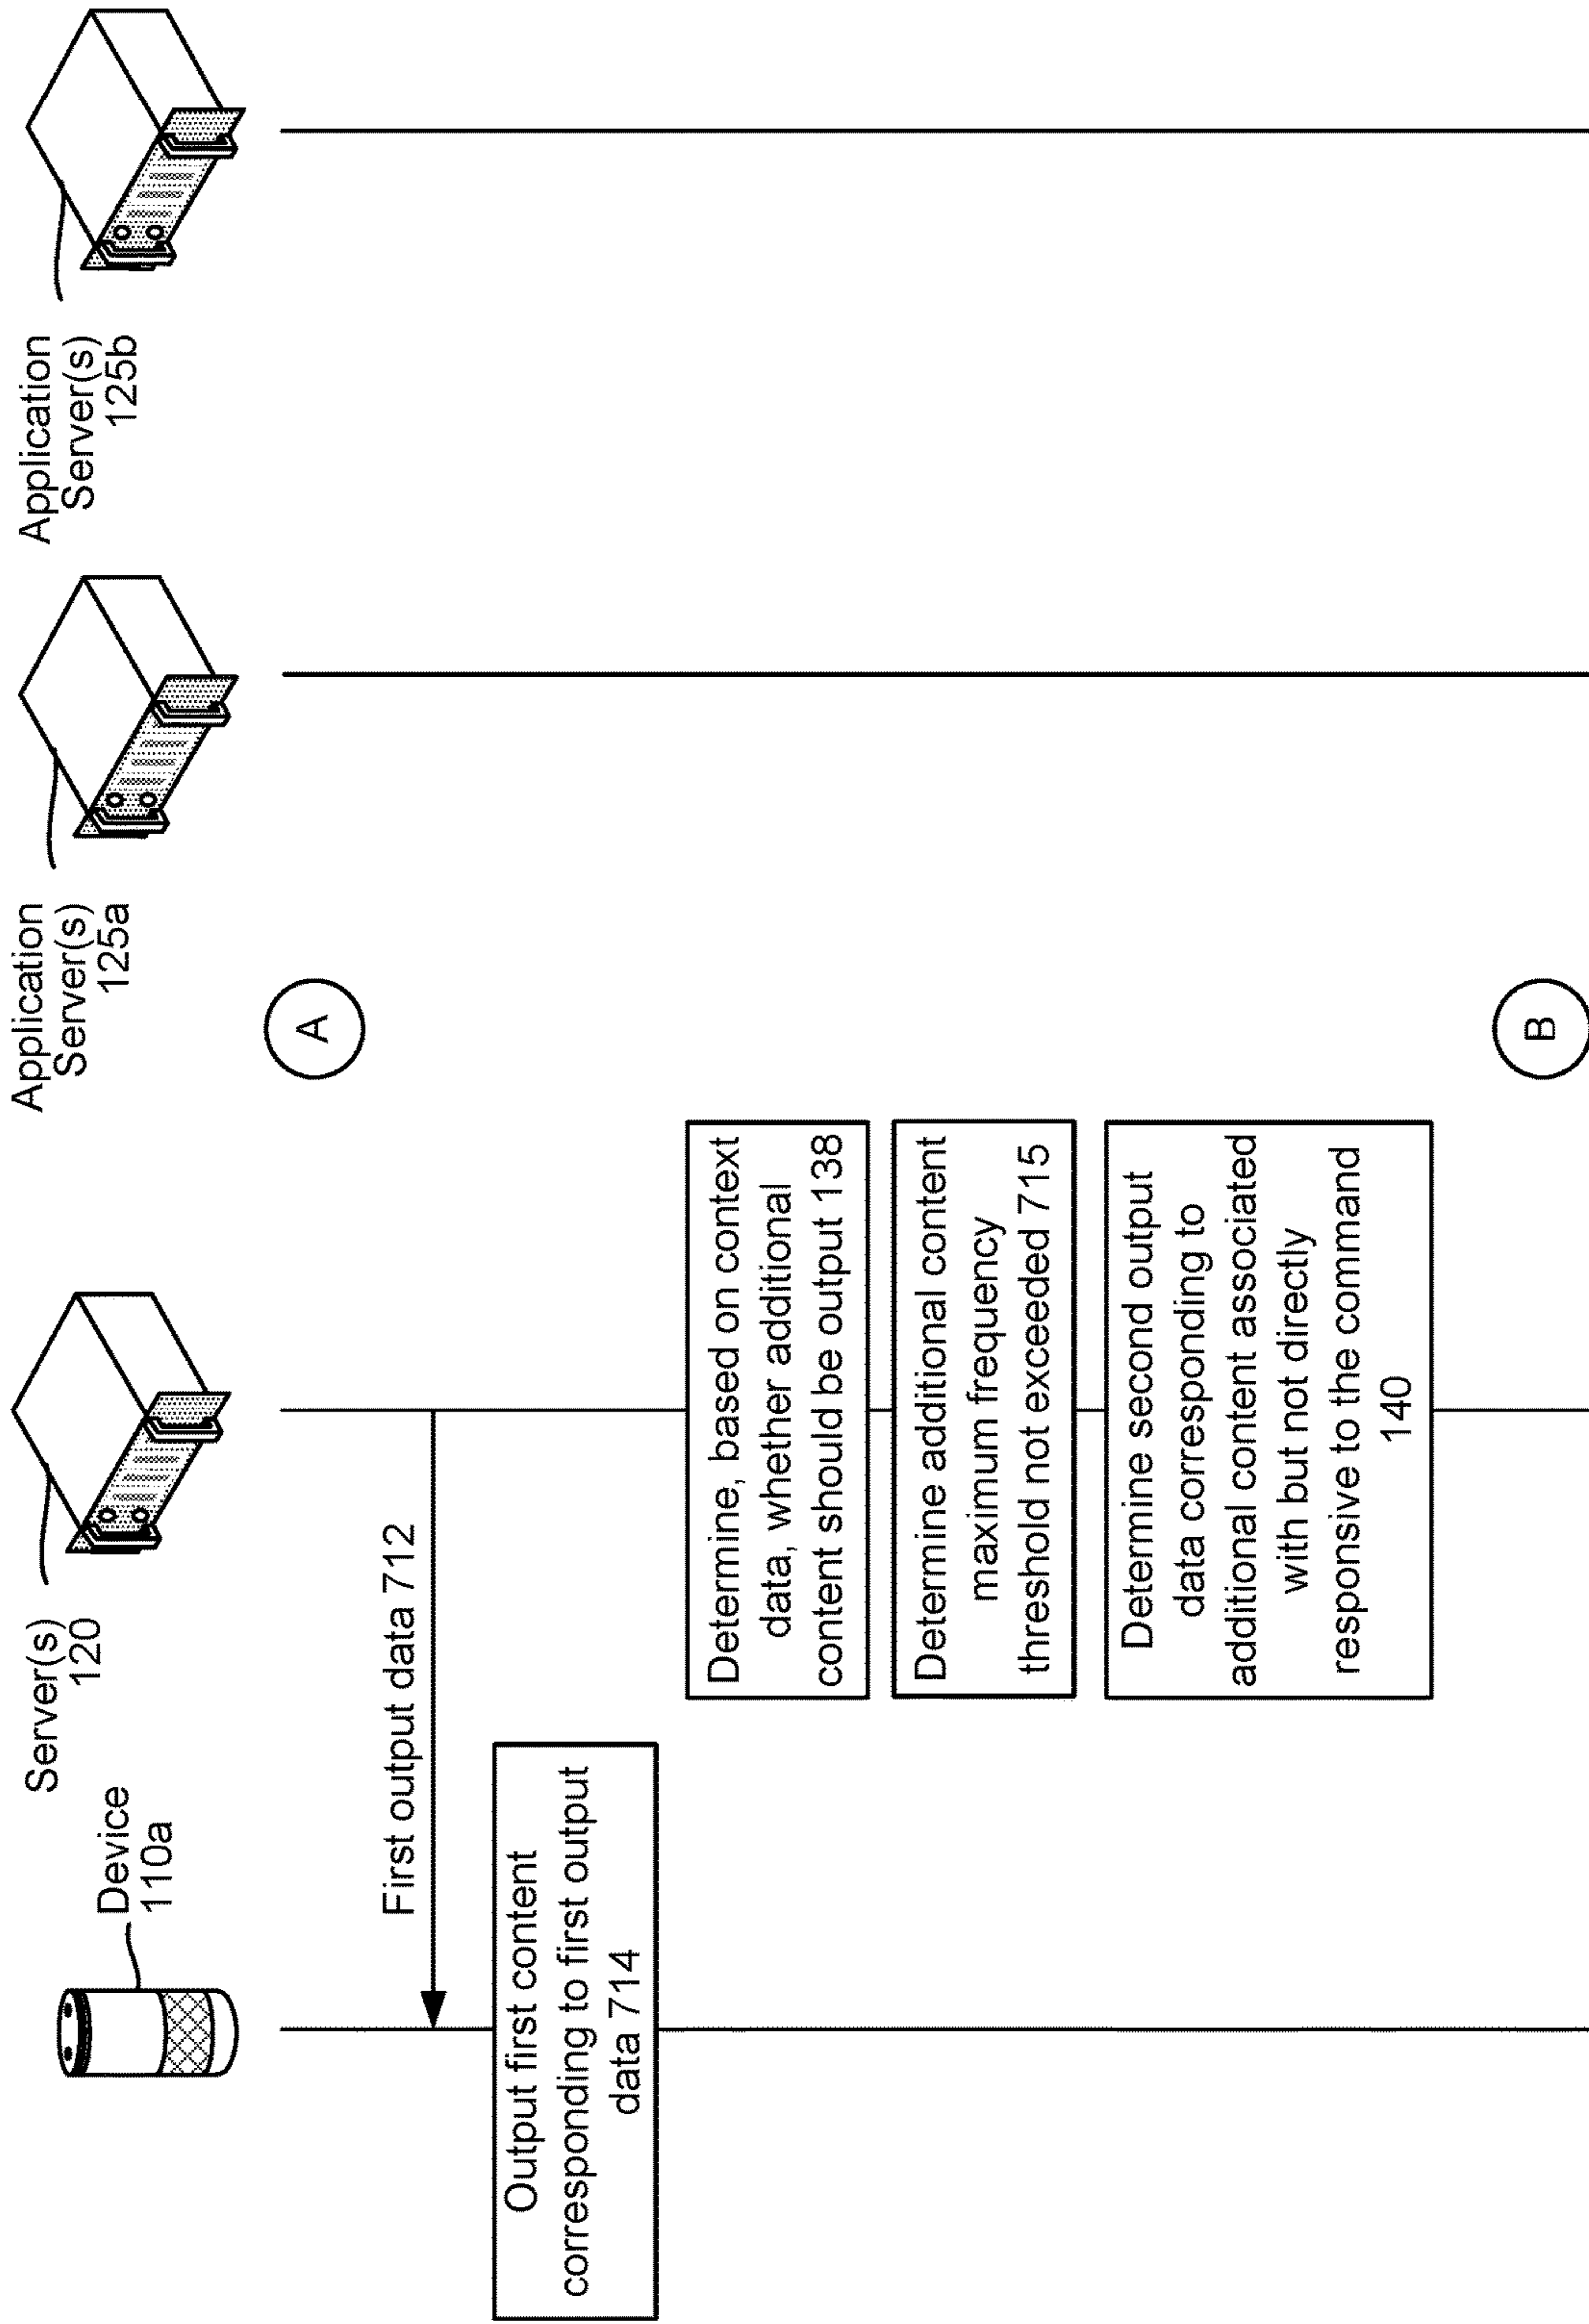 Device
110a
Server(s)
120
Application
Server(s)
125a
Application
Server(s)
125b
A
First output data 712
Output first content
corresponding to first output
data 714
Determine, based on context
data, whether additional
content should be output 138
Determine additional content
maximum frequency
threshold not exceeded 715
Determine second output
data corresponding to
additional content associated
with but not directly
responsive to the command
140
B